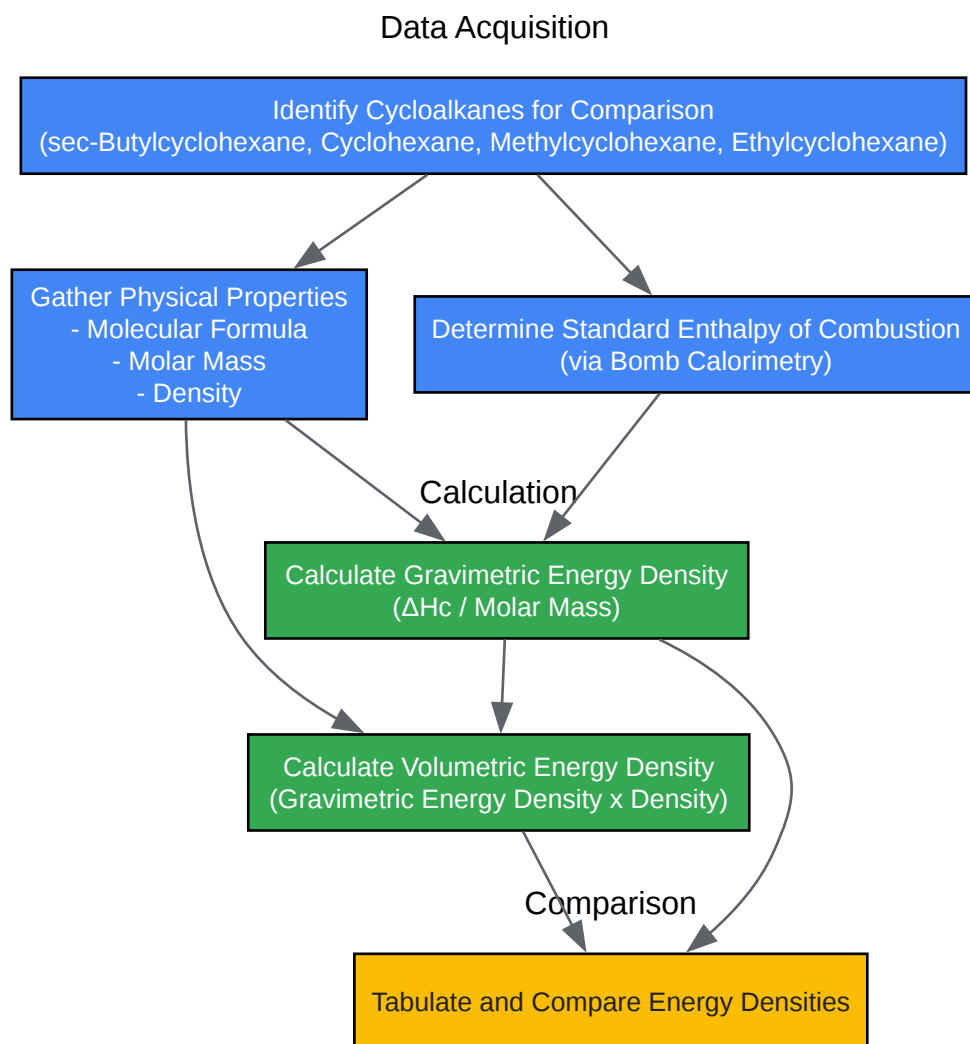 Data Acquisition
Identify Cycloalkanes for Comparison
(sec-Butylcyclohexane, Cyclohexane, Methylcyclohexane, Ethylcyclohexane)
Gather Physical Properties
- Molecular Formula
- Molar Mass
- Density
Determine Standard Enthalpy of Combustion
(via Bomb Calorimetry)
Calculation
Calculate Gravimetric Energy Density
(ΔHc / Molar Mass)
Calculate Volumetric Energy Density
(Gravimetric Energy Density x Density)
Comparison
Tabulate and Compare Energy Densities